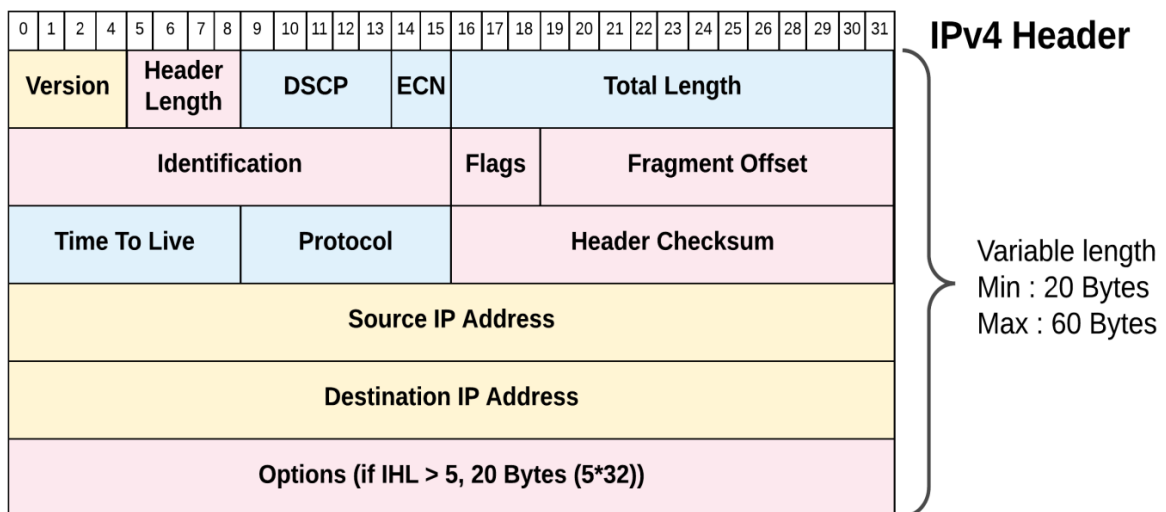 0 1 2 4 5 6 7 8 9 10 11 12 13 14 15 16 17 18 19 20 21 22 23 24 25 26 28 29 30 31
IPv4 Header
Version Header Length DSCP ECN Total Length
Identification Flags Fragment Offset
Time To Live Protocol Header Checksum
Source IP Address
Destination IP Address
Options (if IHL > 5, 20 Bytes (5*32))
Variable length
Min : 20 Bytes
Max : 60 Bytes